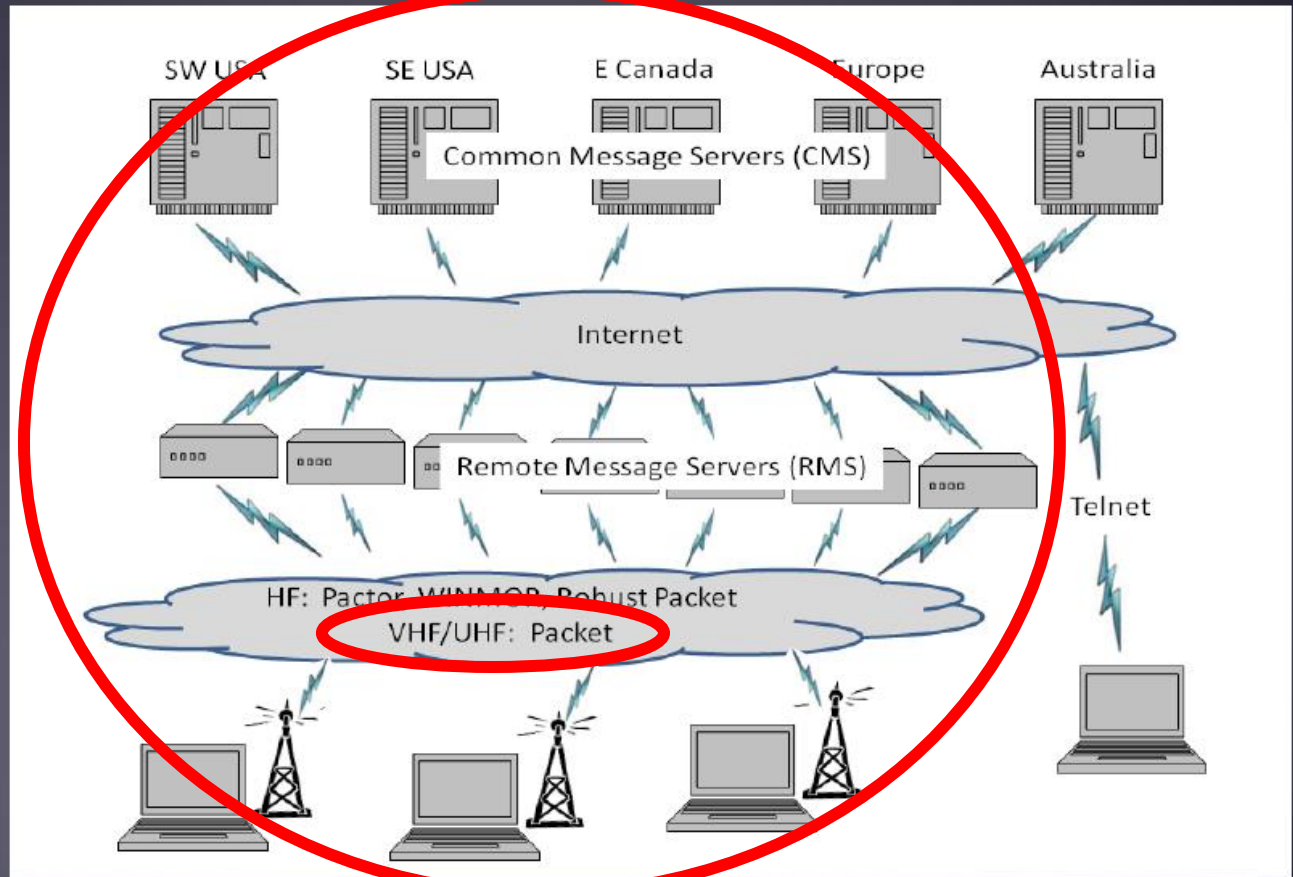 SW USA
SE USA
E Canada
Europe
Australia
Common Message Servers (CMS)
Internet
Remote Message Servers (RMS)
Telnet
HF: Pactor, WINMOR, Robust Packet
VHF/UHF: Packet